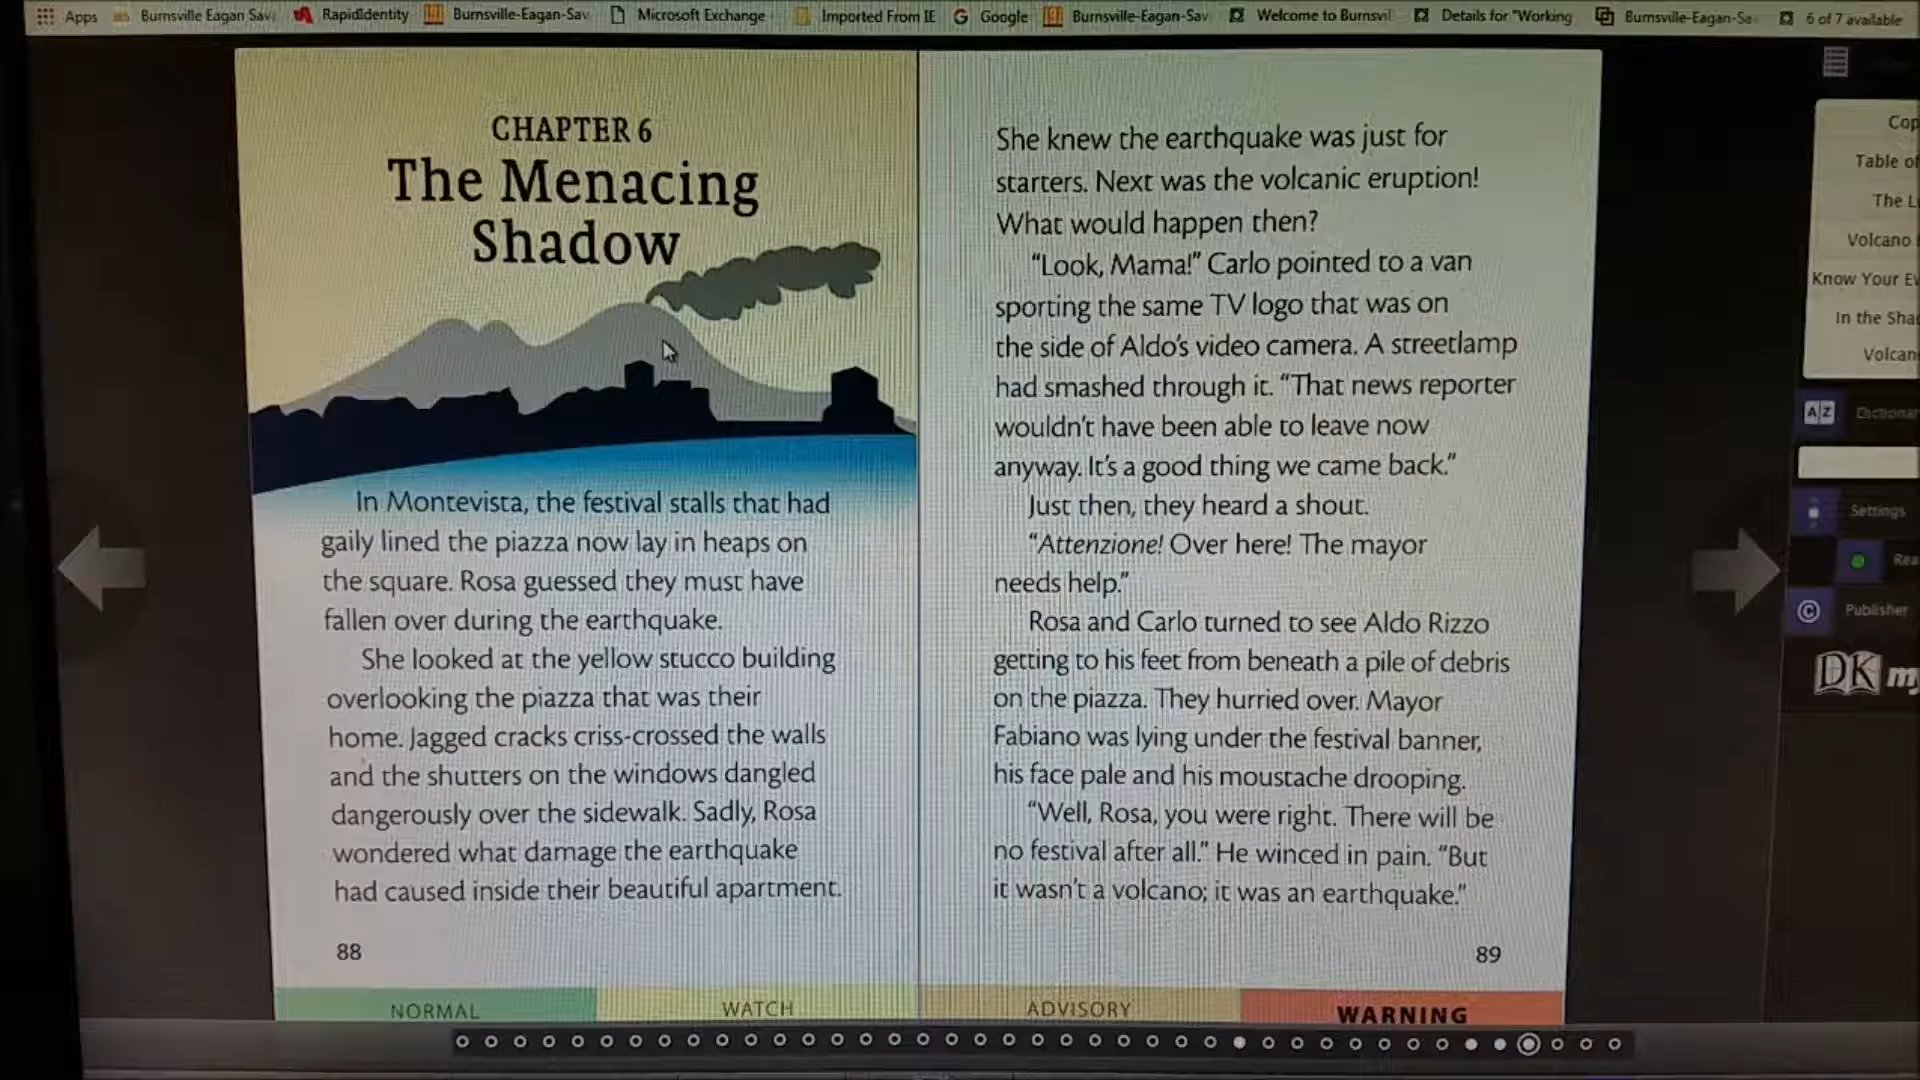 Apps Burnsville Eagan Sav RapidIdentity Burnsville-Eagan-Sav Microsoft Exchange Imported From IE Google Burnsville-Eagan-Sav Welcome to Burnsvil Details for "Working Burnsville-Eagan-Sa 6 of 7 available
CHAPTER 6
The Menacing
Shadow
In Montevista, the festival stalls that had
gaily lined the piazza now lay in heaps on
the square. Rosa guessed they must have
fallen over during the earthquake.
She looked at the yellow stucco building
overlooking the piazza that was their
home. Jagged cracks criss-crossed the walls
and the shutters on the windows dangled
dangerously over the sidewalk. Sadly, Rosa
wondered what damage the earthquake
had caused inside their beautiful apartment.
88
She knew the earthquake was just for
starters. Next was the volcanic eruption!
What would happen then?
“Look, Mama!” Carlo pointed to a van
sporting the same TV logo that was on
the side of Aldo’s video camera. A streetlamp
had smashed through it. “That news reporter
wouldn’t have been able to leave now
anyway. It’s a good thing we came back.”
Just then, they heard a shout.
“Attenzione! Over here! The mayor
needs help.”
Rosa and Carlo turned to see Aldo Rizzo
getting to his feet from beneath a pile of debris
on the piazza. They hurried over. Mayor
Fabiano was lying under the festival banner,
his face pale and his moustache drooping.
“Well, Rosa, you were right. There will be
no festival after all.” He winced in pain. “But
it wasn’t a volcano; it was an earthquake.”
89
NORMAL WATCH ADVISORY WARNING
Cop
Table of
The L
Volcano
Know Your Ev
In the Sha
Volcan
A Z Dictionar
Settings
Rea
© Publisher
DK my